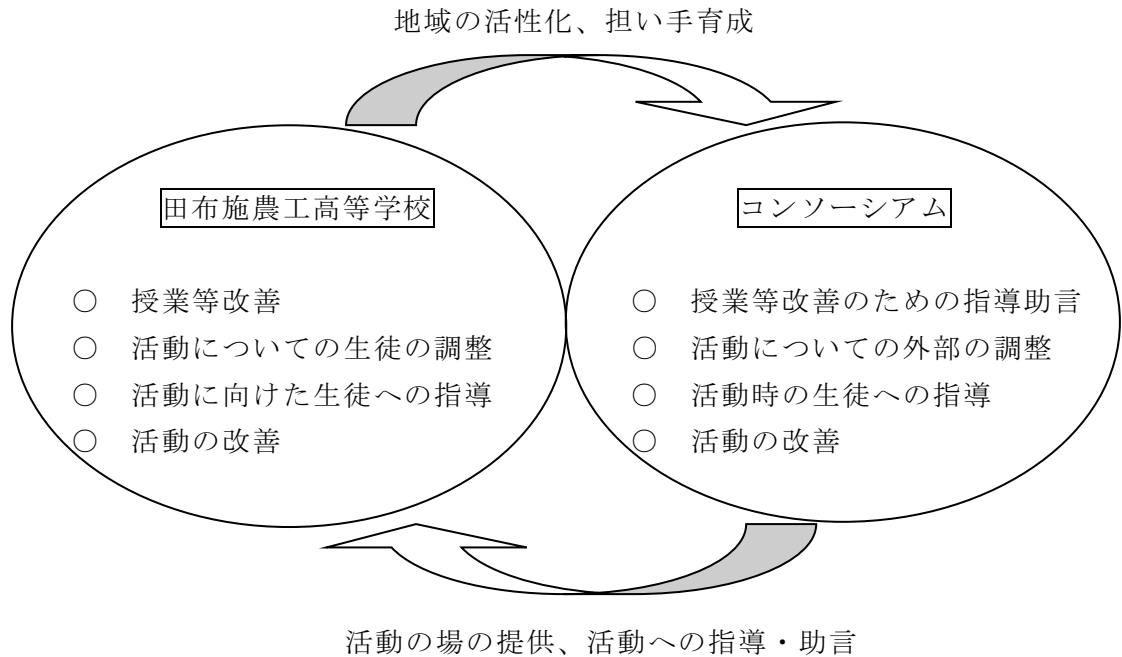 地域の活性化、担い手育成
田布施農工高等学校
○ 授業等改善
○ 活動についての生徒の調整
○ 活動に向けた生徒への指導
○ 活動の改善
コンソーシアム
○ 授業等改善のための指導助言
○ 活動についての外部の調整
○ 活動時の生徒への指導
○ 活動の改善
活動の場の提供、活動への指導・助言